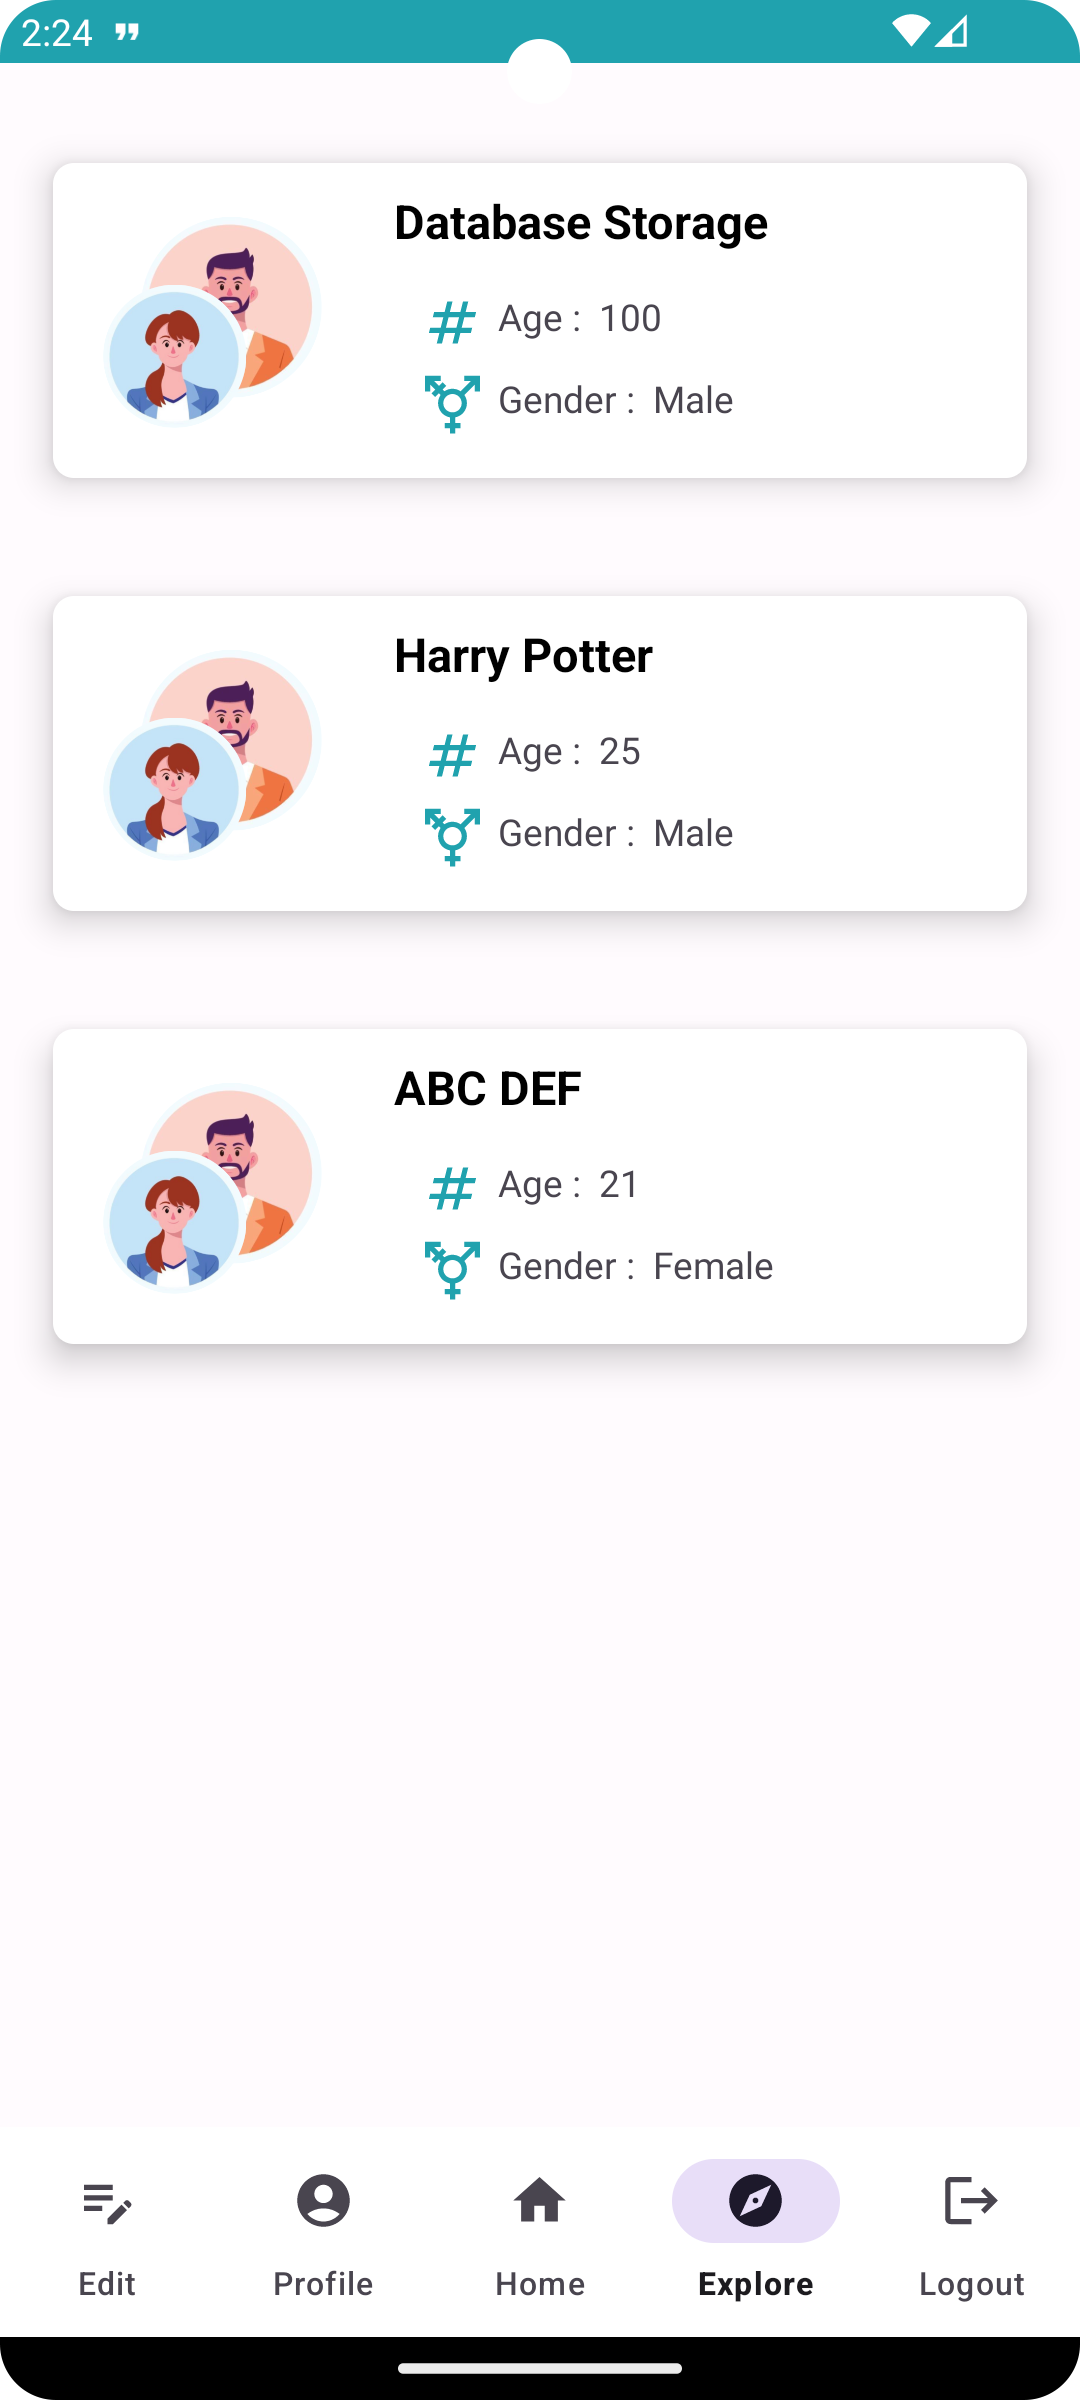 2:24
Database Storage
Age : 100
Gender : Male
Harry Potter
Age : 25
Gender : Male
ABC DEF
Age : 21
Gender : Female
Edit Profile Home Explore Logout